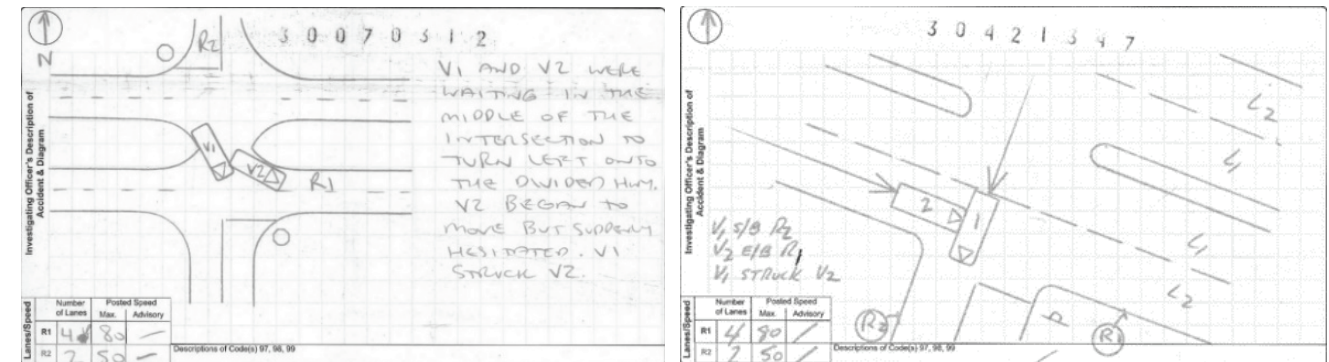 N
R2
3 0 0 7 0 3 1 2
V1 AND V2 WERE
WAITING IN THE
MIDDLE OF THE
INTERSECTION TO
TURN LEFT ONTO
THE DIVIDED HWY.
V2 BEGAN TO
MOVE BUT SUDDENLY
HESITATED. V1
STRUCK V2.
V1
V2
R1
Investigating Officer's Description of
Accident & Diagram
Lanes/Speed
Number of Lanes
Posted Speed
Max.
Advisory
R1 4 80 —
R2 2 50 —
Descriptions of Code(s) 97, 98, 99
3 0 4 2 1 3 4 7
L2
L1
2
1
V1 S/B R2
V2 E/B R1
V1 STRUCK V2
L1
L2
R2
R1
Investigating Officer's Description of
Accident & Diagram
Lanes/Speed
Number of Lanes
Posted Speed
Max.
Advisory
R1 4 80 /
R2 2 50 /
Descriptions of Code(s) 97, 98, 99